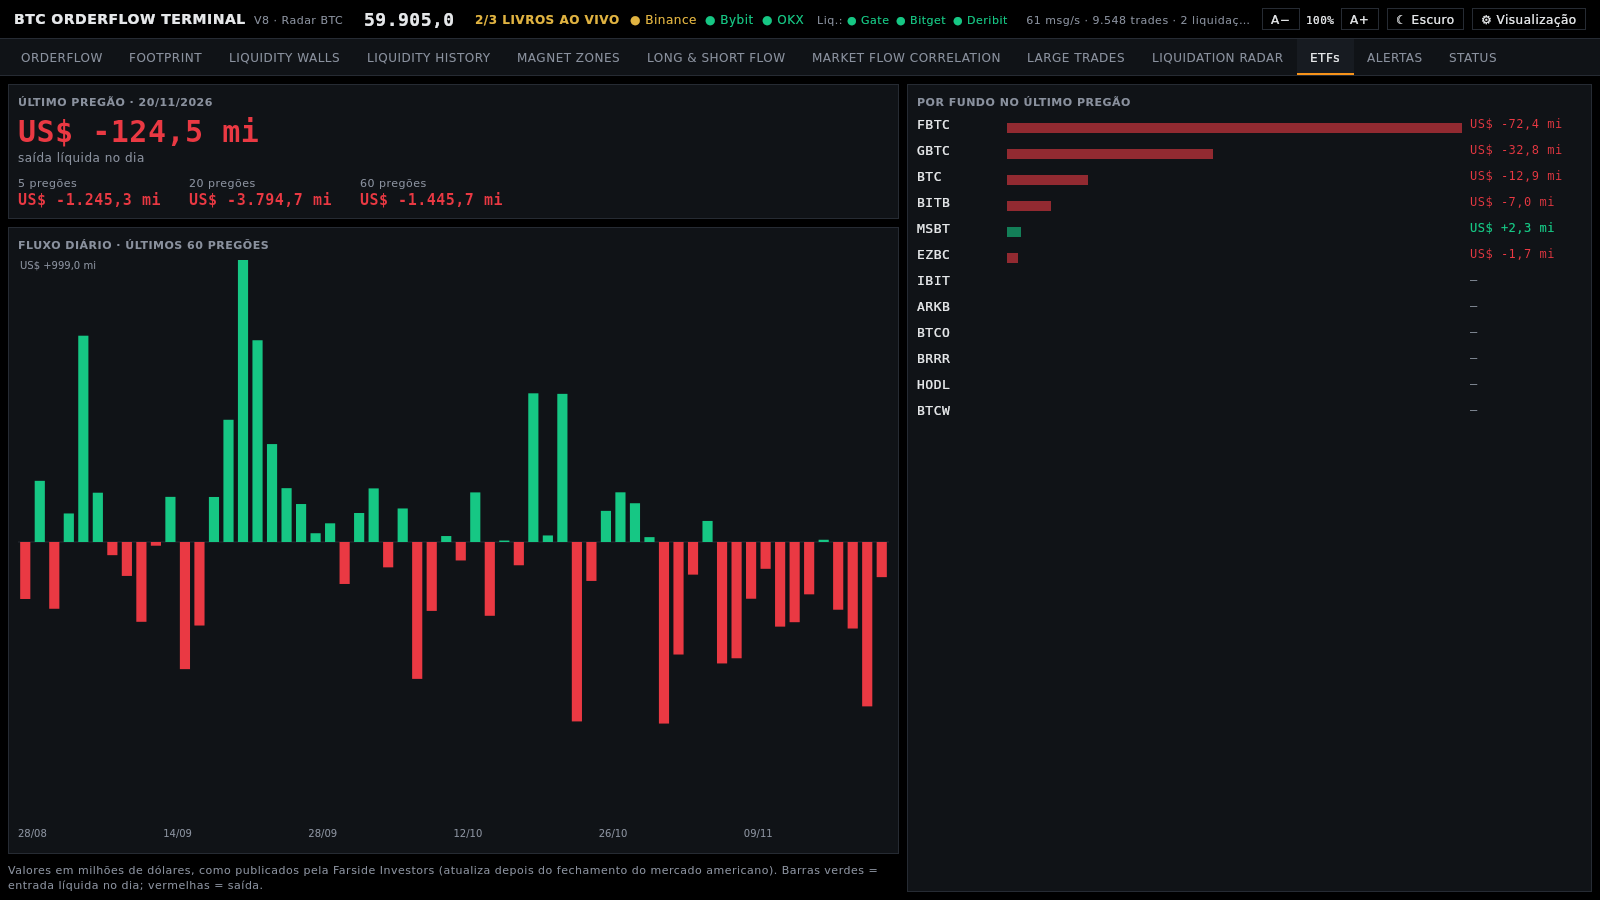 BTC ORDERFLOW TERMINAL V8 · Radar BTC 59.905,0 2/3 LIVROS AO VIVO ● Binance ● Bybit ● OKX Liq.: ● Gate ● Bitget ● Deribit 61 msg/s · 9.548 trades · 2 liquidaç… A− 100% A+ ☾ Escuro ⚙ Visualização
ORDERFLOW FOOTPRINT LIQUIDITY WALLS LIQUIDITY HISTORY MAGNET ZONES LONG & SHORT FLOW MARKET FLOW CORRELATION LARGE TRADES LIQUIDATION RADAR ETFs ALERTAS STATUS
ÚLTIMO PREGÃO · 20/11/2026
US$ -124,5 mi
saída líquida no dia
5 pregões 20 pregões 60 pregões
US$ -1.245,3 mi US$ -3.794,7 mi US$ -1.445,7 mi
FLUXO DIÁRIO · ÚLTIMOS 60 PREGÕES
US$ +999,0 mi
28/08 14/09 28/09 12/10 26/10 09/11
Valores em milhões de dólares, como publicados pela Farside Investors (atualiza depois do fechamento do mercado americano). Barras verdes =
entrada líquida no dia; vermelhas = saída.
POR FUNDO NO ÚLTIMO PREGÃO
FBTC US$ -72,4 mi
GBTC US$ -32,8 mi
BTC US$ -12,9 mi
BITB US$ -7,0 mi
MSBT US$ +2,3 mi
EZBC US$ -1,7 mi
IBIT —
ARKB —
BTCO —
BRRR —
HODL —
BTCW —